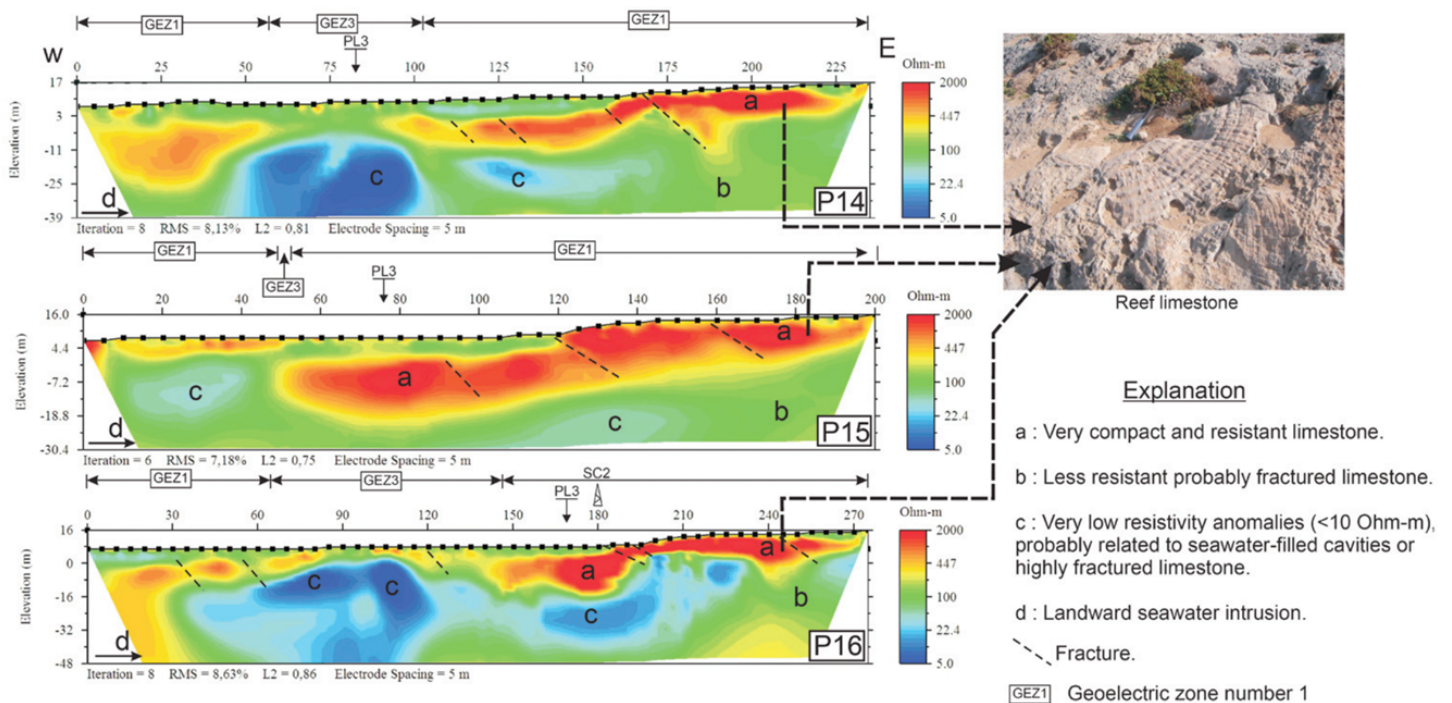 GEZ1 GEZ3 GEZ1
W PL3 E
0 25 50 75 100 125 150 175 200 225 Ohm-m
17 2000
3 447
-11 100
-25 22.4
-39 5.0
Elevation (m)
a
c c b
d P14
Iteration = 8 RMS = 8,13% L2 = 0,81 Electrode Spacing = 5 m
GEZ1 GEZ1
GEZ3 PL3
0 20 40 60 80 100 120 140 160 180 200 Ohm-m
16.0 2000
4.4 447
-7.2 100
-18.8 22.4
-30.4 5.0
Elevation (m)
a
c a b
c
d P15
Iteration = 6 RMS = 7,18% L2 = 0,75 Electrode Spacing = 5 m
GEZ1 GEZ3 SC2
PL3
0 30 60 90 120 150 180 210 240 270 Ohm-m
16 2000
0 447
-16 100
-32 22.4
-48 5.0
Elevation (m)
a
c c a b
c
d P16
Iteration = 8 RMS = 8,63% L2 = 0,86 Electrode Spacing = 5 m
Reef limestone
Explanation
a : Very compact and resistant limestone.
b : Less resistant probably fractured limestone.
c : Very low resistivity anomalies (<10 Ohm-m),
probably related to seawater-filled cavities or
highly fractured limestone.
d : Landward seawater intrusion.
Fracture.
GEZ1 Geoelectric zone number 1